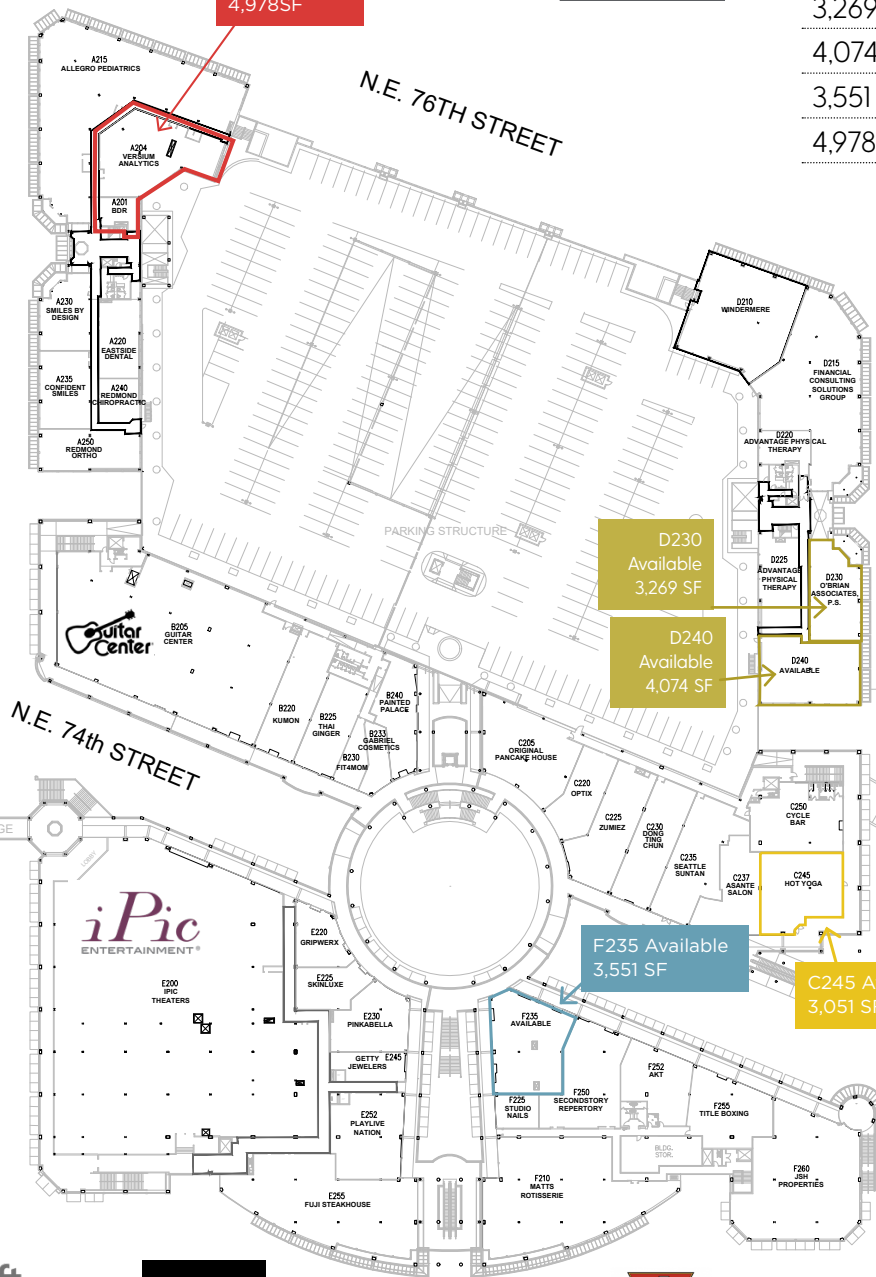 4,978SF
3,269
4,074
3,551
4,978
A215
ALLEGRO PEDIATRICS
N.E. 76TH STREET
A204
VERSIUM
ANALYTICS
A201
BDR
A230
SMILES BY
DESIGN
A220
EASTSIDE
DENTAL
A235
CONFIDENT
SMILES
A240
REDMOND
CHIROPRACTIC
A250
REDMOND
ORTHO
D210
WINDERMERE
D215
FINANCIAL
CONSULTING
SOLUTIONS
GROUP
D220
ADVANTAGE PHYSICAL
THERAPY
PARKING STRUCTURE
D230
Available
3,269 SF
D225
ADVANTAGE
PHYSICAL
THERAPY
D230
O'BRIAN
ASSOCIATES,
P.S.
D240
Available
4,074 SF
D240
AVAILABLE
Guitar
Center
B205
GUITAR
CENTER
B220
KUMON
B225
THAI
GINGER
B230
FIT4MOM
B233
GABRIEL
COSMETICS
B240
PAINTED
PALACE
N.E. 74th STREET
C205
ORIGINAL
PANCAKE HOUSE
C220
OPTIX
C225
ZUMIEZ
C230
DONG
TING
CHUN
C235
SEATTLE
SUNTAN
C237
ASANTE
SALON
C250
CYCLE
BAR
C245
HOT YOGA
GE
LOBBY
iPic
ENTERTAINMENT®
E200
IPIC
THEATERS
E220
GRIPWERX
E225
SKINLUXE
E230
PINKABELLA
GETTY E245
JEWELERS
E252
PLAYLIVE
NATION
E255
FUJI STEAKHOUSE
F235 Available
3,551 SF
C245 A
3,051 SF
F235
AVAILABLE
F225
STUDIO
NAILS
F250
SECONDSTORY
REPERTORY
F252
AKT
F255
TITLE BOXING
BLDG.
STOR.
F210
MATTS
ROTISSERIE
F260
JSH
PROPERTIES